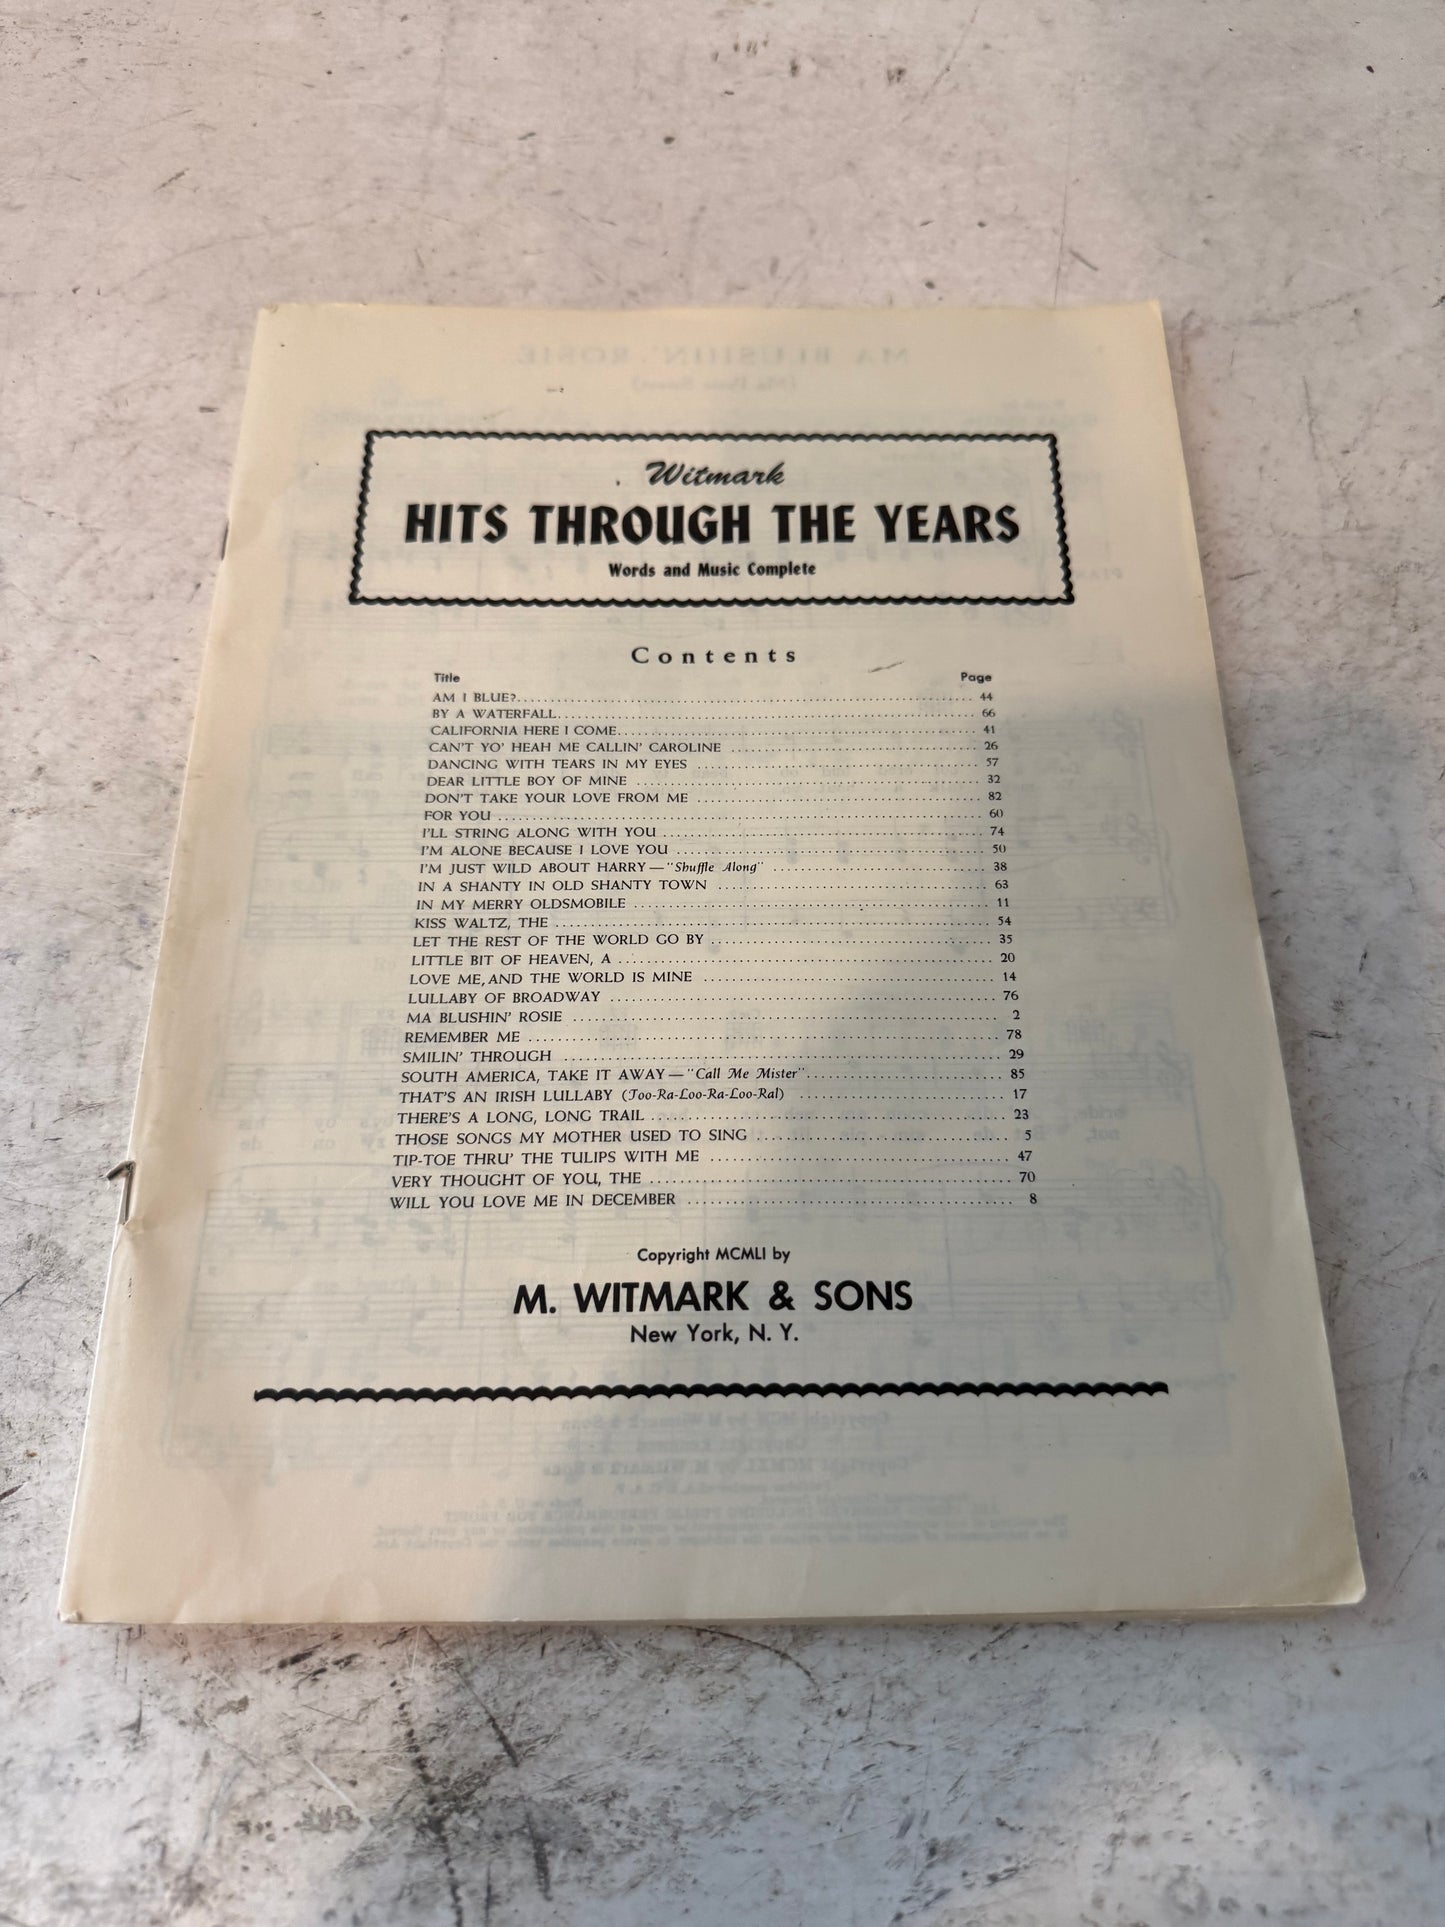 Witmark
HITS THROUGH THE YEARS
Words and Music Complete
Contents
Title Page
AM I BLUE?........ 44
BY A WATERFALL........ 66
CALIFORNIA HERE I COME........ 41
CAN'T YO' HEAH ME CALLIN' CAROLINE ........ 26
DANCING WITH TEARS IN MY EYES ........ 57
DEAR LITTLE BOY OF MINE ........ 32
DON'T TAKE YOUR LOVE FROM ME ........ 82
FOR YOU ........ 60
I'LL STRING ALONG WITH YOU ........ 74
I'M ALONE BECAUSE I LOVE YOU ........ 50
I'M JUST WILD ABOUT HARRY—"Shuffle Along" ........ 38
IN A SHANTY IN OLD SHANTY TOWN ........ 63
IN MY MERRY OLDSMOBILE ........ 11
KISS WALTZ, THE ........ 54
LET THE REST OF THE WORLD GO BY ........ 35
LITTLE BIT OF HEAVEN, A ........ 20
LOVE ME, AND THE WORLD IS MINE ........ 14
LULLABY OF BROADWAY ........ 76
MA BLUSHIN' ROSIE ........ 2
REMEMBER ME ........ 78
SMILIN' THROUGH ........ 29
SOUTH AMERICA, TAKE IT AWAY—"Call Me Mister"........ 85
THAT'S AN IRISH LULLABY (Too-Ra-Loo-Ra-Loo-Ral) ........ 17
THERE'S A LONG, LONG TRAIL ........ 23
THOSE SONGS MY MOTHER USED TO SING ........ 5
TIP-TOE THRU' THE TULIPS WITH ME ........ 47
VERY THOUGHT OF YOU, THE ........ 70
WILL YOU LOVE ME IN DECEMBER ........ 8
Copyright MCMLI by
M. WITMARK & SONS
New York, N. Y.